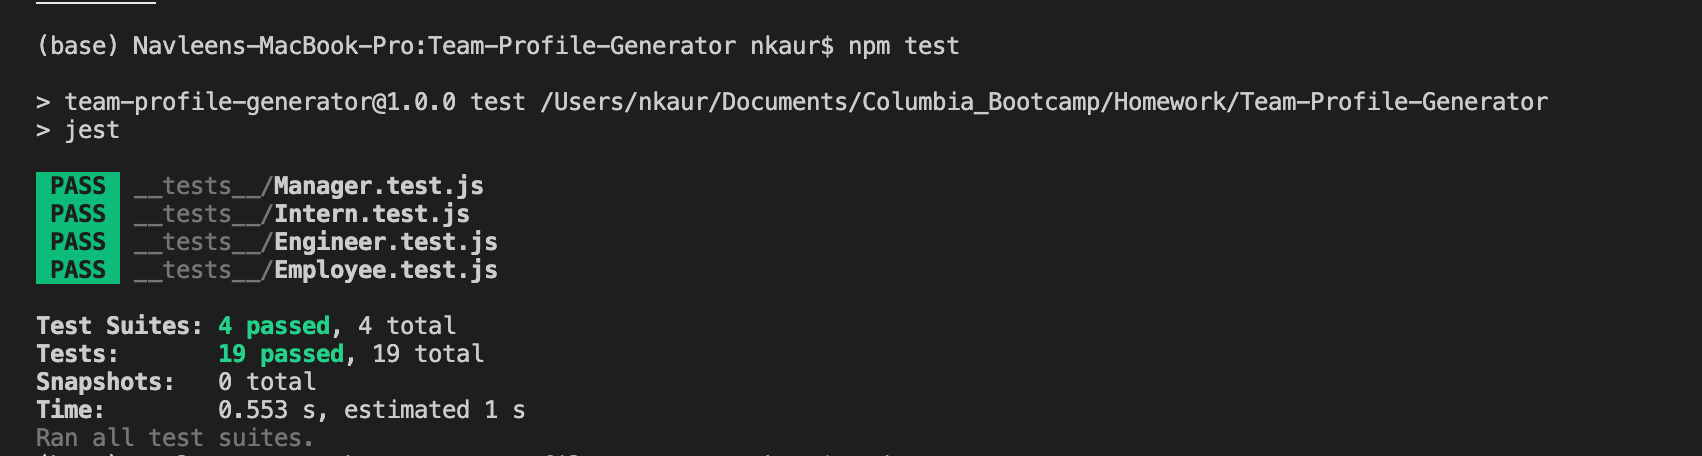 (base) Navleens-MacBook-Pro:Team-Profile-Generator nkaur$ npm test
> team-profile-generator@1.0.0 test /Users/nkaur/Documents/Columbia_Bootcamp/Homework/Team-Profile-Generator
> jest
PASS __tests__/Manager.test.js
PASS __tests__/Intern.test.js
PASS __tests__/Engineer.test.js
PASS __tests__/Employee.test.js
Test Suites: 4 passed, 4 total
Tests: 19 passed, 19 total
Snapshots: 0 total
Time: 0.553 s, estimated 1 s
Ran all test suites.